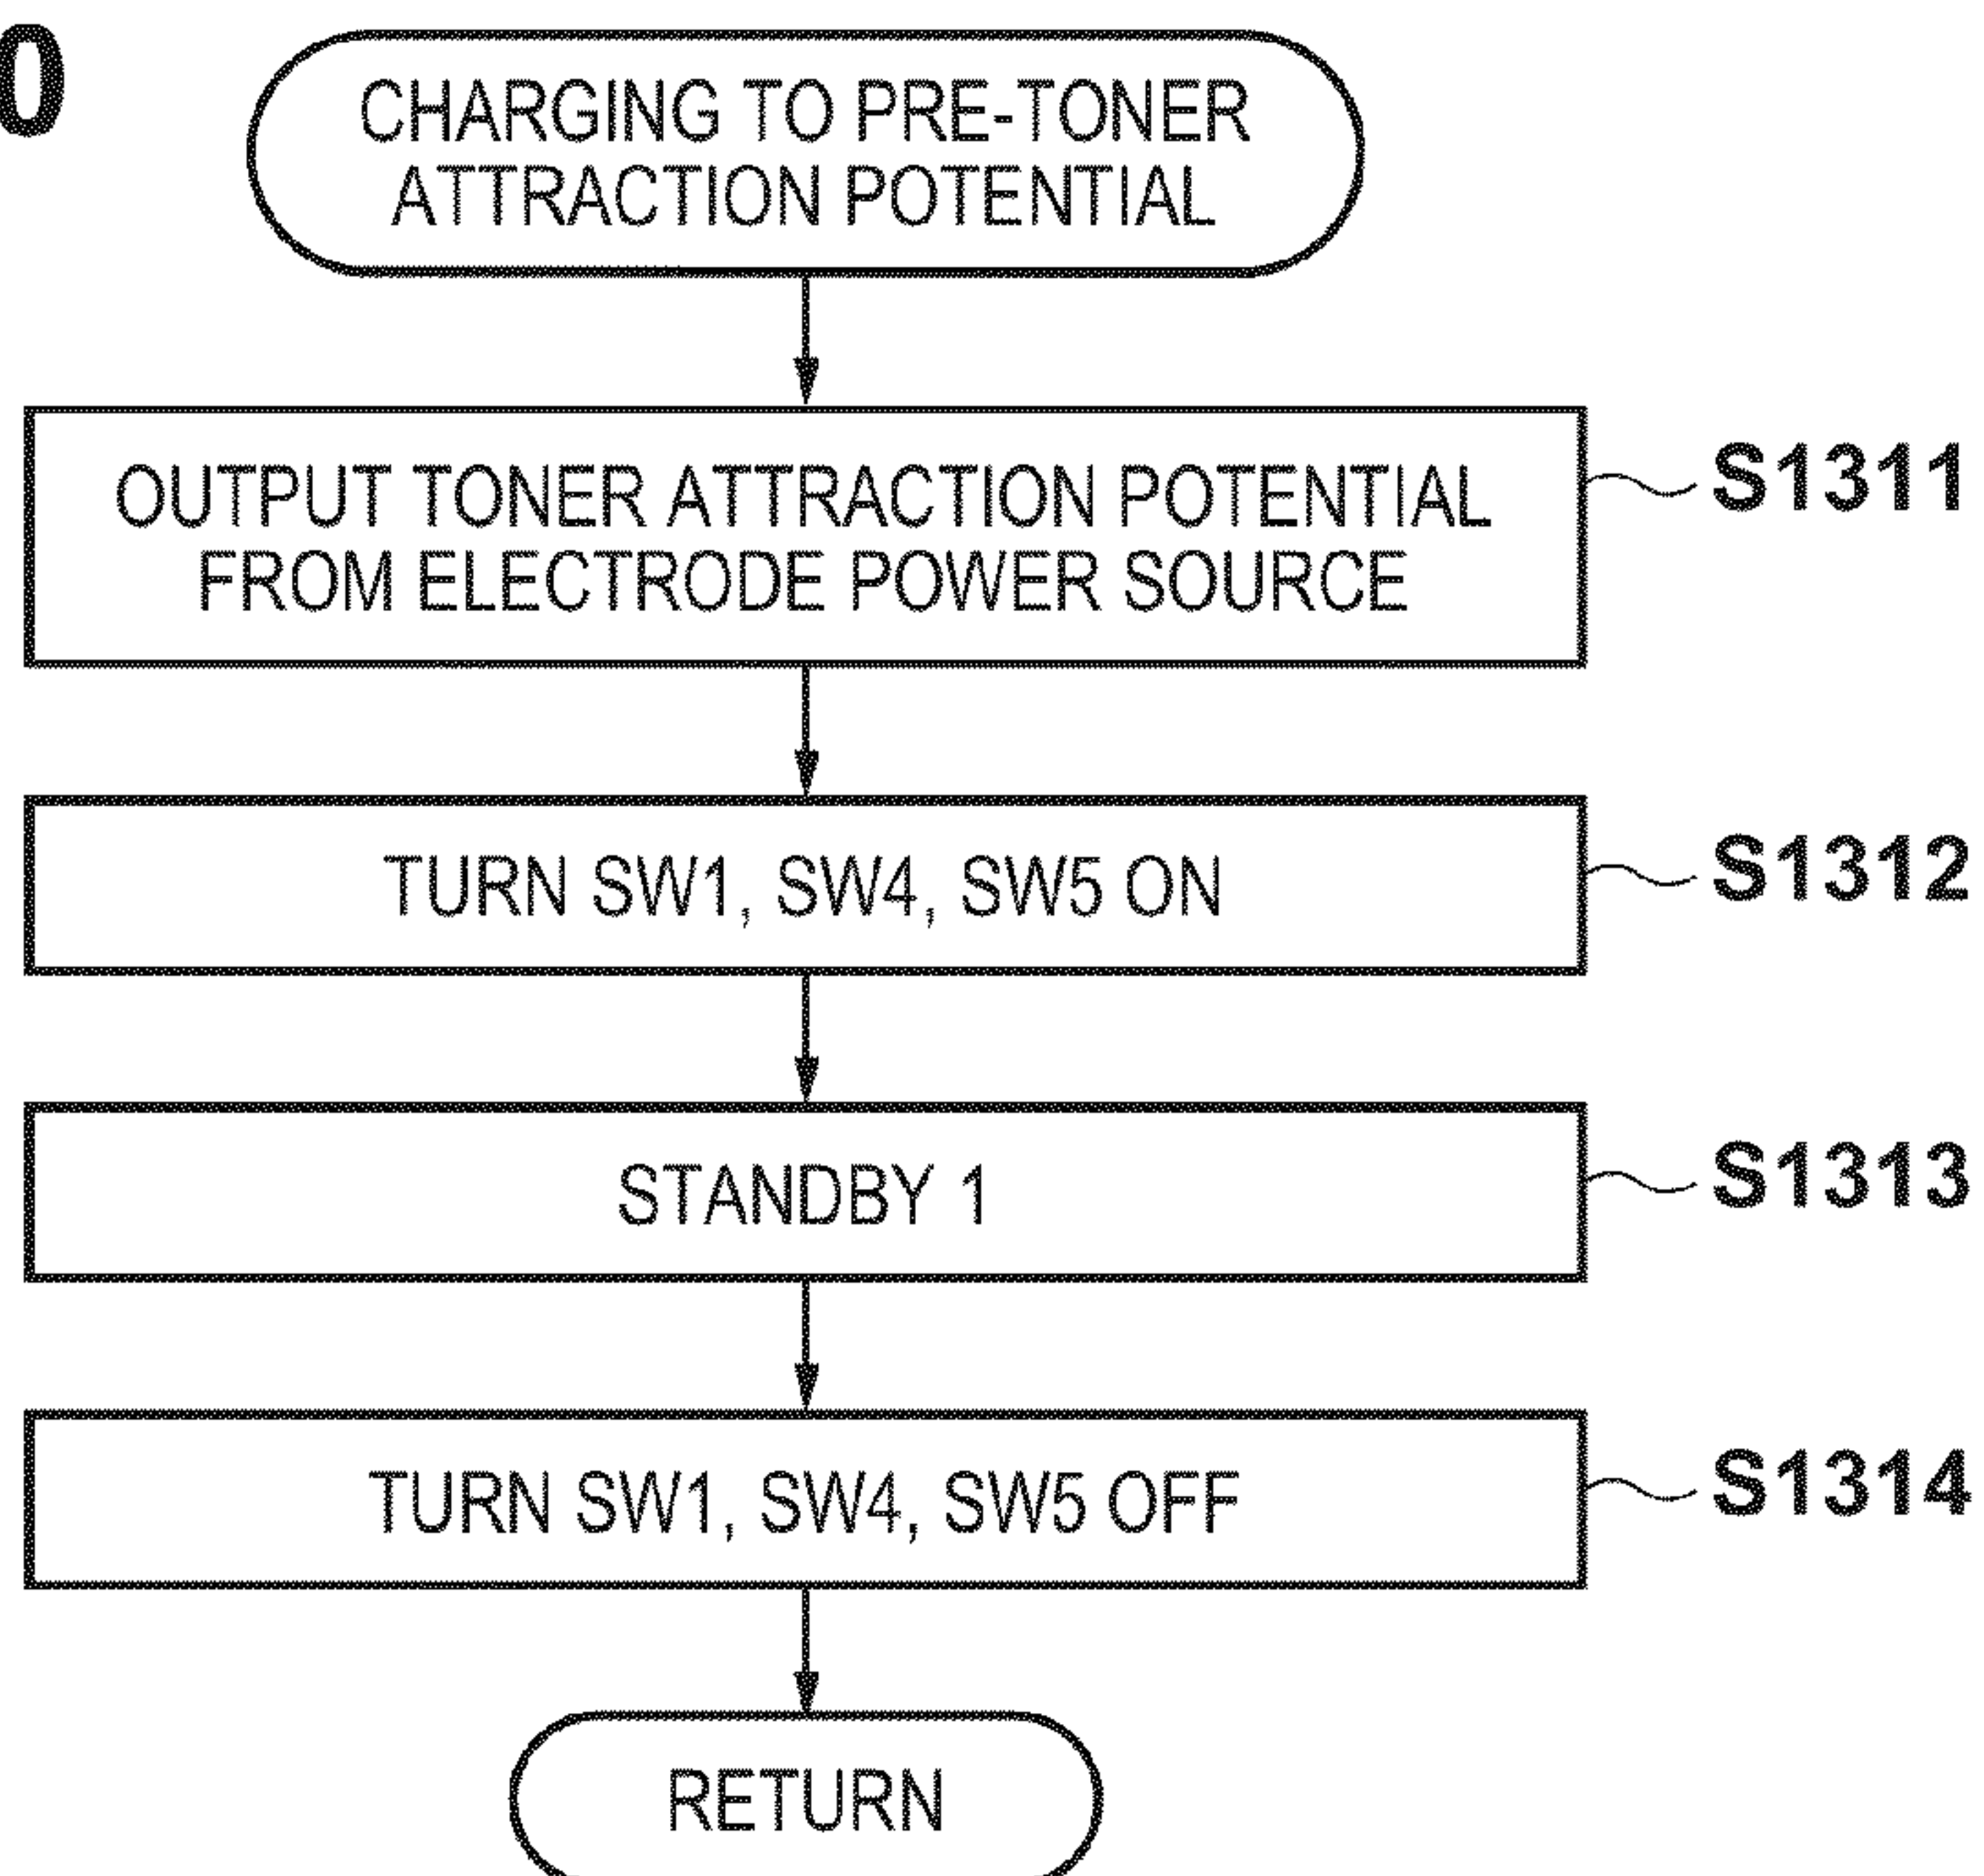 0
CHARGING TO PRE-TONER
ATTRACTION POTENTIAL
OUTPUT TONER ATTRACTION POTENTIAL
FROM ELECTRODE POWER SOURCE
S1311
TURN SW1, SW4, SW5 ON
S1312
STANDBY 1
S1313
TURN SW1, SW4, SW5 OFF
S1314
RETURN